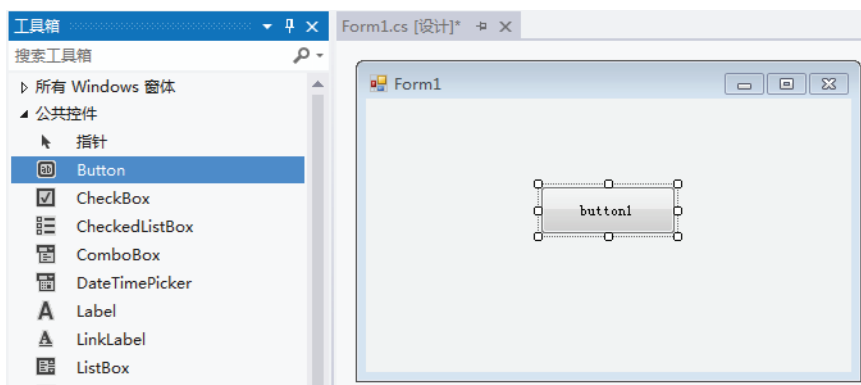 工具箱
搜索工具箱
所有 Windows 窗体
公共控件
指针
Button
CheckBox
CheckedListBox
ComboBox
DateTimePicker
Label
LinkLabel
ListBox
Form1.cs [设计]*
Form1
button1